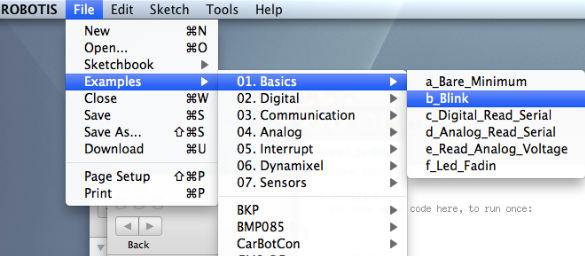 ROBOTIS File Edit Sketch Tools Help
New ⌘N
Open... ⌘O
Sketchbook ▶
Examples ▶
Close ⌘W
Save ⌘S
Save As... ⇧⌘S
Download ⌘U
Page Setup ⇧⌘P
Print ⌘P
01. Basics ▶
02. Digital ▶
03. Communication ▶
04. Analog ▶
05. Interrupt ▶
06. Dynamixel ▶
07. Sensors ▶
BKP ▶
BMP085 ▶
CarBotCon ▶
a_Bare_Minimum
b_Blink
c_Digital_Read_Serial
d_Analog_Read_Serial
e_Read_Analog_Voltage
f_Led_Fadin
code here, to run once:
Back